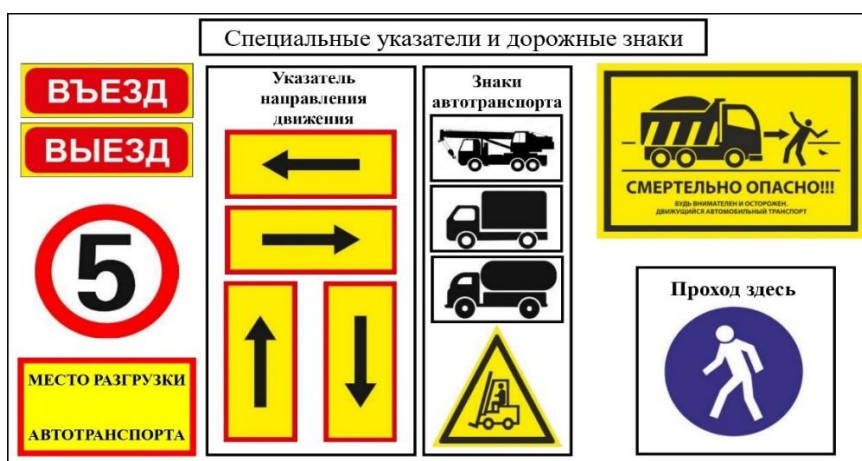 Специальные указатели и дорожные знаки
ВЪЕЗД
ВЫЕЗД
5
МЕСТО РАЗГРУЗКИ
АВТОТРАНСПОРТА
Указатель
направления
движения
Знаки
автотранспорта
СМЕРТЕЛЬНО ОПАСНО!!!
БУДЬ ВНИМАТЕЛЕН И ОСТОРОЖЕН.
ДВИЖУЩИЙСЯ АВТОМОБИЛЬНЫЙ ТРАНСПОРТ
Проход здесь